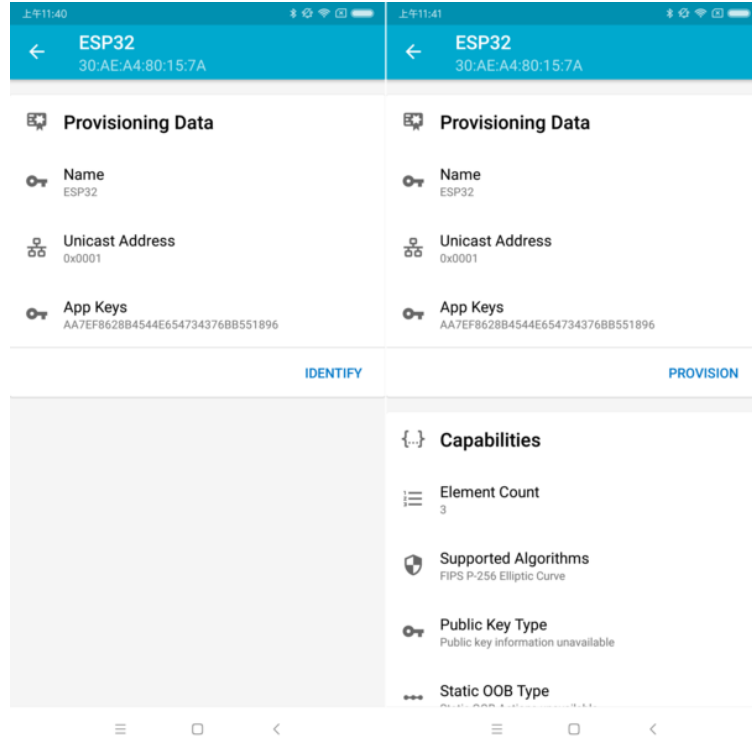 上午11:40
ESP32
30:AE:A4:80:15:7A
Provisioning Data
Name
ESP32
Unicast Address
0x0001
App Keys
AA7EF8628B4544E654734376BB551896
IDENTIFY
上午11:41
ESP32
30:AE:A4:80:15:7A
Provisioning Data
Name
ESP32
Unicast Address
0x0001
App Keys
AA7EF8628B4544E654734376BB551896
PROVISION
{...} Capabilities
Element Count
3
Supported Algorithms
FIPS P-256 Elliptic Curve
Public Key Type
Public key information unavailable
Static OOB Type